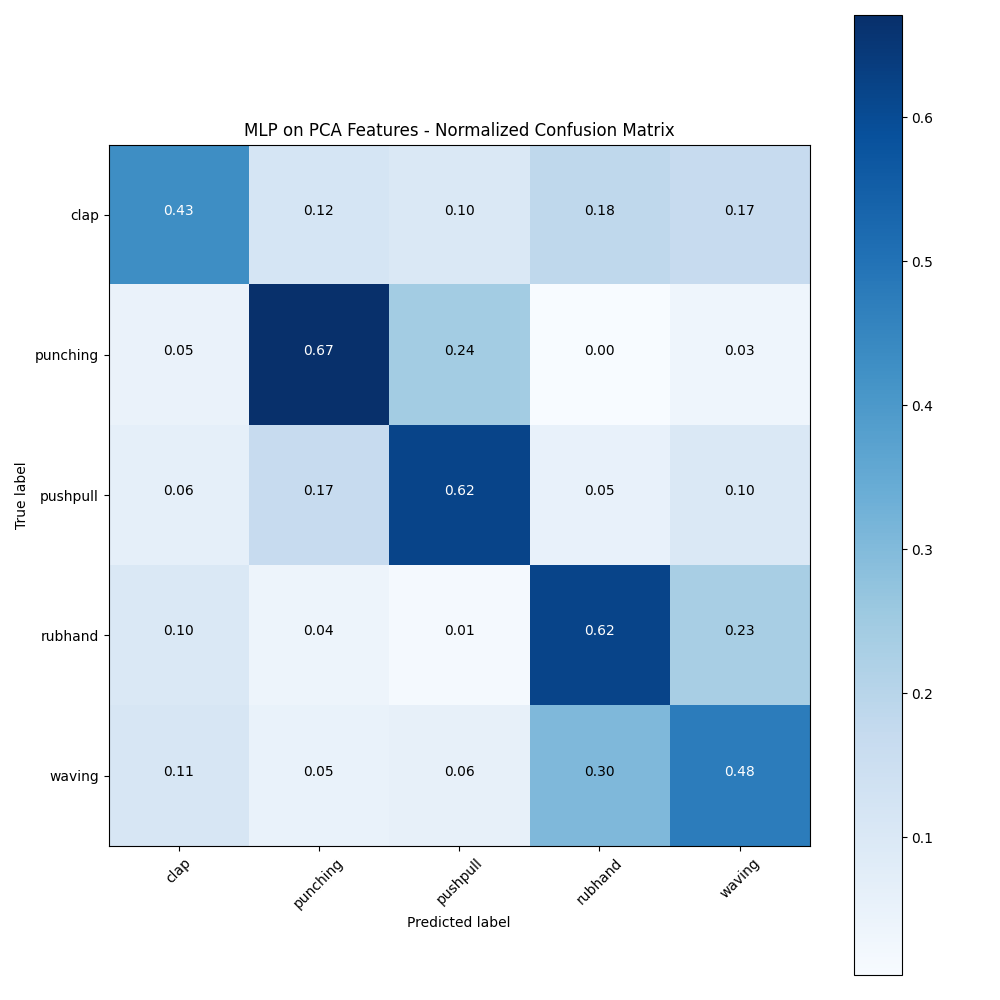 MLP on PCA Features - Normalized Confusion Matrix
clap 0.43 0.12 0.10 0.18 0.17
punching 0.05 0.67 0.24 0.00 0.03
pushpull 0.06 0.17 0.62 0.05 0.10
rubhand 0.10 0.04 0.01 0.62 0.23
waving 0.11 0.05 0.06 0.30 0.48
True label
clap punching pushpull rubhand waving
Predicted label
0.6
0.5
0.4
0.3
0.2
0.1